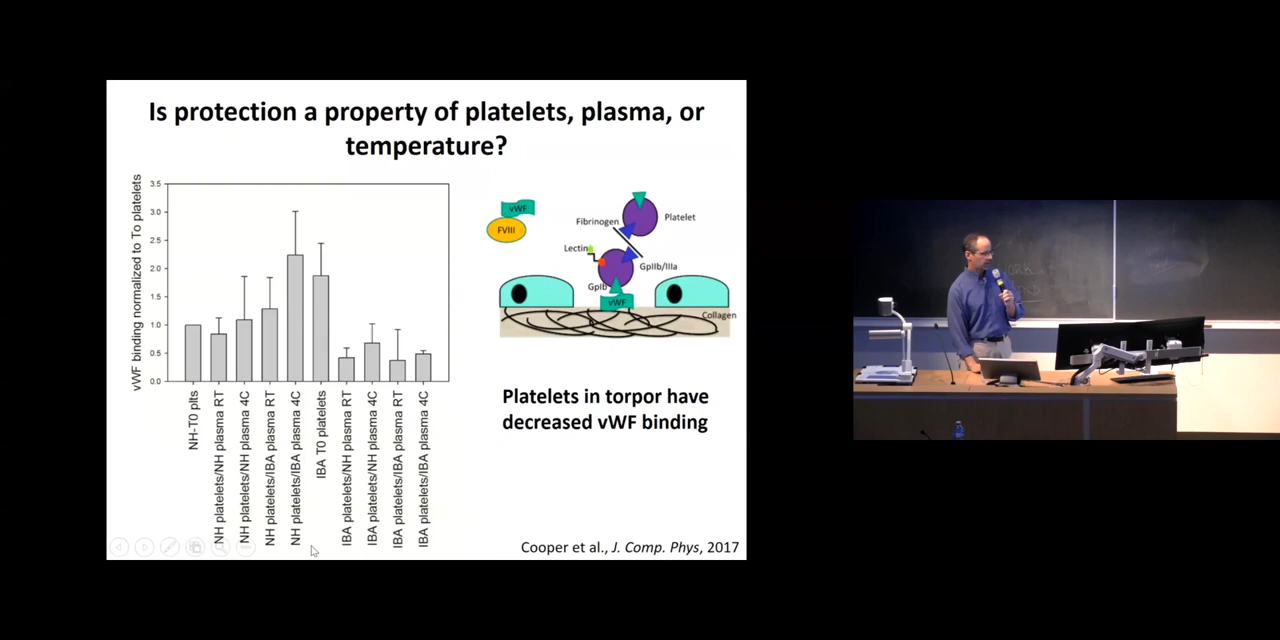 Is protection a property of platelets, plasma, or
temperature?
vWF binding normalized to To platelets
3.5
3.0
2.5
2.0
1.5
1.0
0.5
0.0
NH-T0 plts
NH platelets/NH plasma RT
NH platelets/NH plasma 4C
NH platelets/IBA plasma RT
NH platelets/IBA plasma 4C
IBA T0 platelets
IBA platelets/NH plasma RT
IBA platelets/NH plasma 4C
IBA platelets/IBA plasma RT
IBA platelets/IBA plasma 4C
vWF
FVIII
Fibrinogen
Platelet
Lectin
GpIIb/IIIa
GpIb
vWF
Collagen
Platelets in torpor have
decreased vWF binding
Cooper et al., J. Comp. Phys, 2017